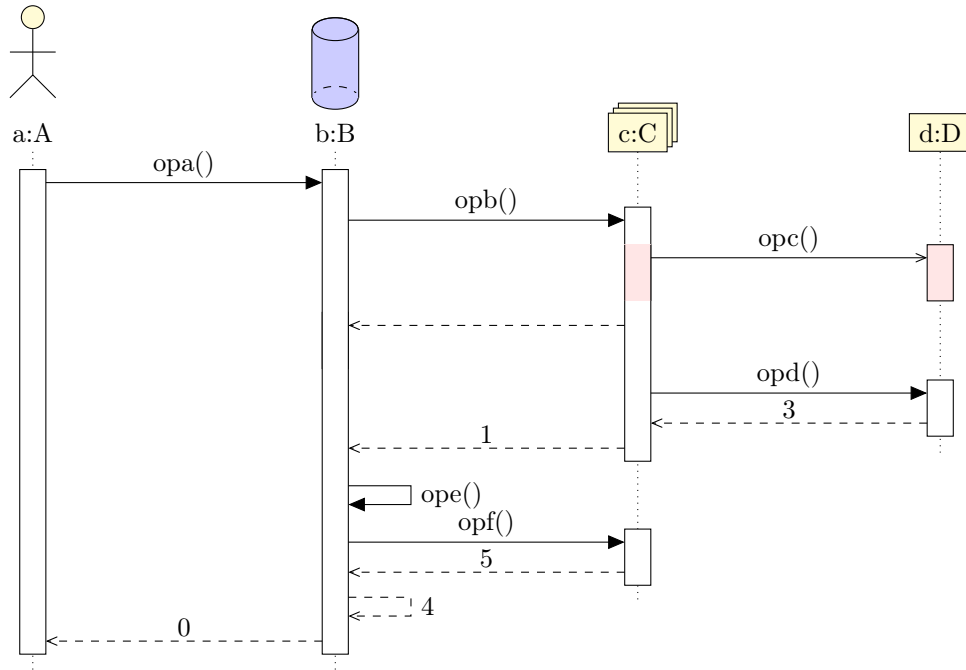 a:A
b:B
c:C
d:D
opa()
opb()
opc()
opd()
3
1
ope()
opf()
5
4
0